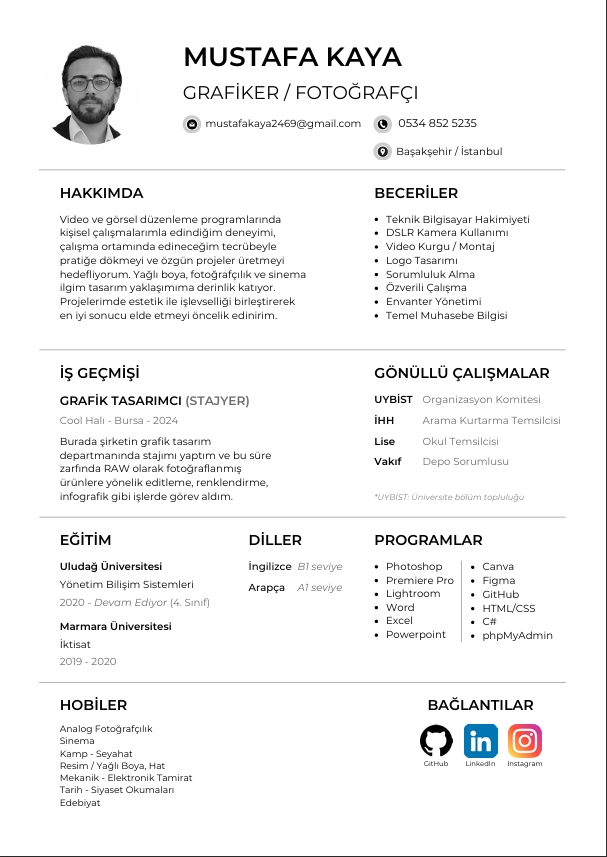 MUSTAFA KAYA
GRAFİKER / FOTOĞRAFÇI
mustafakaya2469@gmail.com
0534 852 5235
Başakşehir / İstanbul
HAKKIMDA
Video ve görsel düzenleme programlarında
kişisel çalışmalarımla edindiğim deneyimi,
çalışma ortamında edineceğim tecrübeyle
pratiğe dökmeyi ve özgün projeler üretmeyi
hedefliyorum. Yağlı boya, fotoğrafçılık ve sinema
ilgim tasarım yaklaşımıma derinlik katıyor.
Projelerimde estetik ile işlevselliği birleştirerek
en iyi sonucu elde etmeyi öncelik edinirim.
BECERİLER
• Teknik Bilgisayar Hakimiyeti
• DSLR Kamera Kullanımı
• Video Kurgu / Montaj
• Logo Tasarımı
• Sorumluluk Alma
• Özverili Çalışma
• Envanter Yönetimi
• Temel Muhasebe Bilgisi
İŞ GEÇMİŞİ
GRAFİK TASARIMCI (STAJYER)
Cool Halı - Bursa - 2024
Burada şirketin grafik tasarım
departmanında stajımı yaptım ve bu süre
zarfında RAW olarak fotoğraflanmış
ürünlere yönelik editleme, renklendirme,
infografik gibi işlerde görev aldım.
GÖNÜLLÜ ÇALIŞMALAR
UYBİST Organizasyon Komitesi
İHH Arama Kurtarma Temsilcisi
Lise Okul Temsilcisi
Vakıf Depo Sorumlusu
*UYBİST: Üniversite bölüm topluluğu
EĞİTİM
Uludağ Üniversitesi
Yönetim Bilişim Sistemleri
2020 - Devam Ediyor (4. Sınıf)
Marmara Üniversitesi
İktisat
2019 - 2020
DİLLER
İngilizce B1 seviye
Arapça A1 seviye
PROGRAMLAR
• Photoshop
• Premiere Pro
• Lightroom
• Word
• Excel
• Powerpoint
• Canva
• Figma
• GitHub
• HTML/CSS
• C#
• phpMyAdmin
HOBİLER
Analog Fotoğrafçılık
Sinema
Kamp - Seyahat
Resim / Yağlı Boya, Hat
Mekanik - Elektronik Tamirat
Tarih - Siyaset Okumaları
Edebiyat
BAĞLANTILAR
in
GitHub LinkedIn Instagram